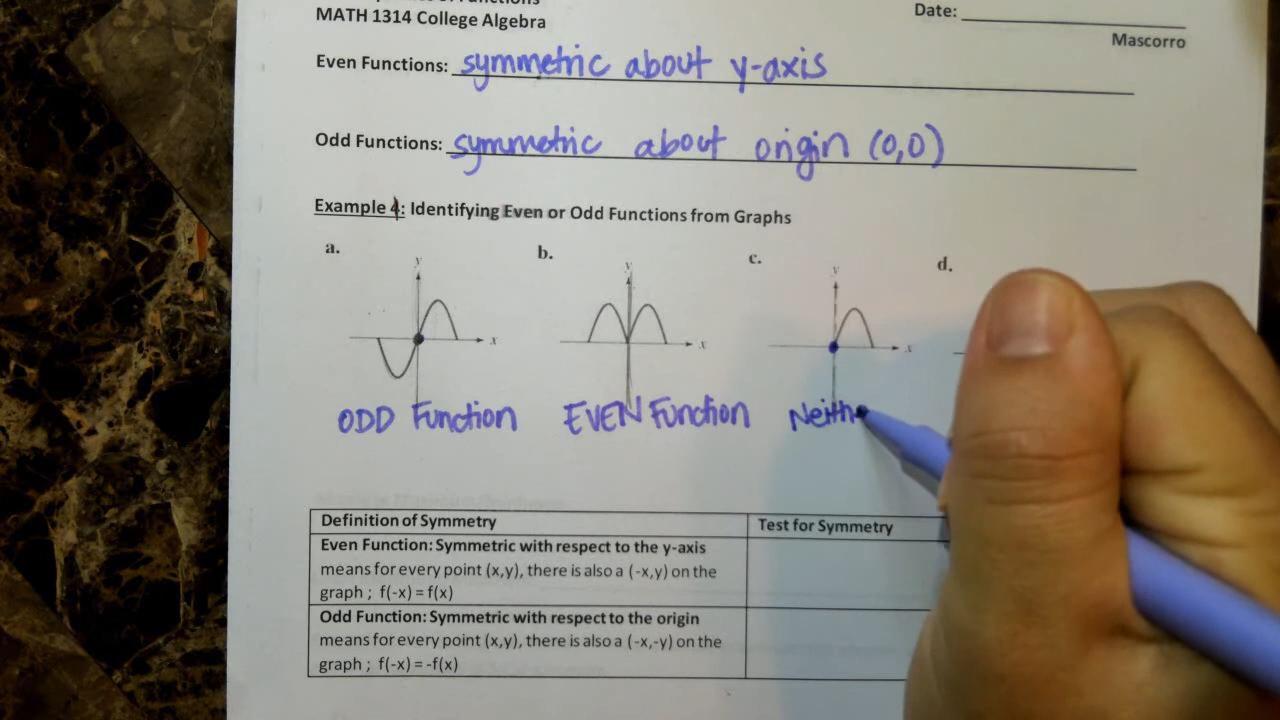 MATH 1314 College Algebra
Date:
Mascorro
Even Functions: symmetric about y-axis
Odd Functions: symmetric about origin (0,0)
Example 4: Identifying Even or Odd Functions from Graphs
a. b. c. d.
y y y
x x x
ODD Function EVEN Function Neithe
Definition of Symmetry Test for Symmetry
Even Function: Symmetric with respect to the y-axis
means for every point (x,y), there is also a (-x,y) on the
graph ; f(-x) = f(x)
Odd Function: Symmetric with respect to the origin
means for every point (x,y), there is also a (-x,-y) on the
graph ; f(-x) = -f(x)